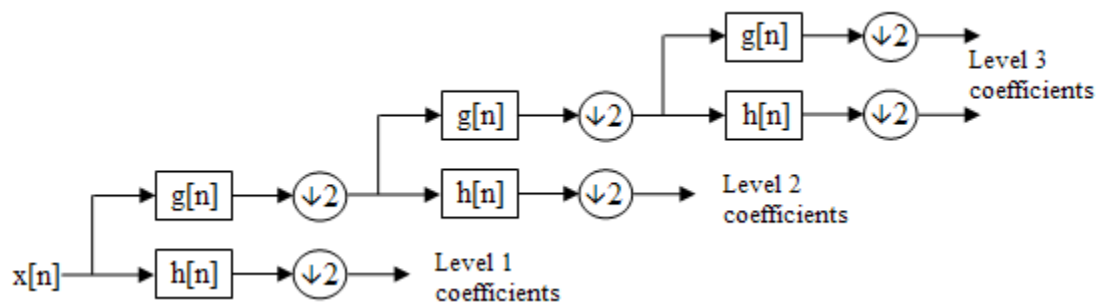 g[n] ↓2
Level 3
coefficients
g[n] ↓2 h[n] ↓2
g[n] ↓2 h[n] ↓2
Level 2
coefficients
x[n] h[n] ↓2
Level 1
coefficients